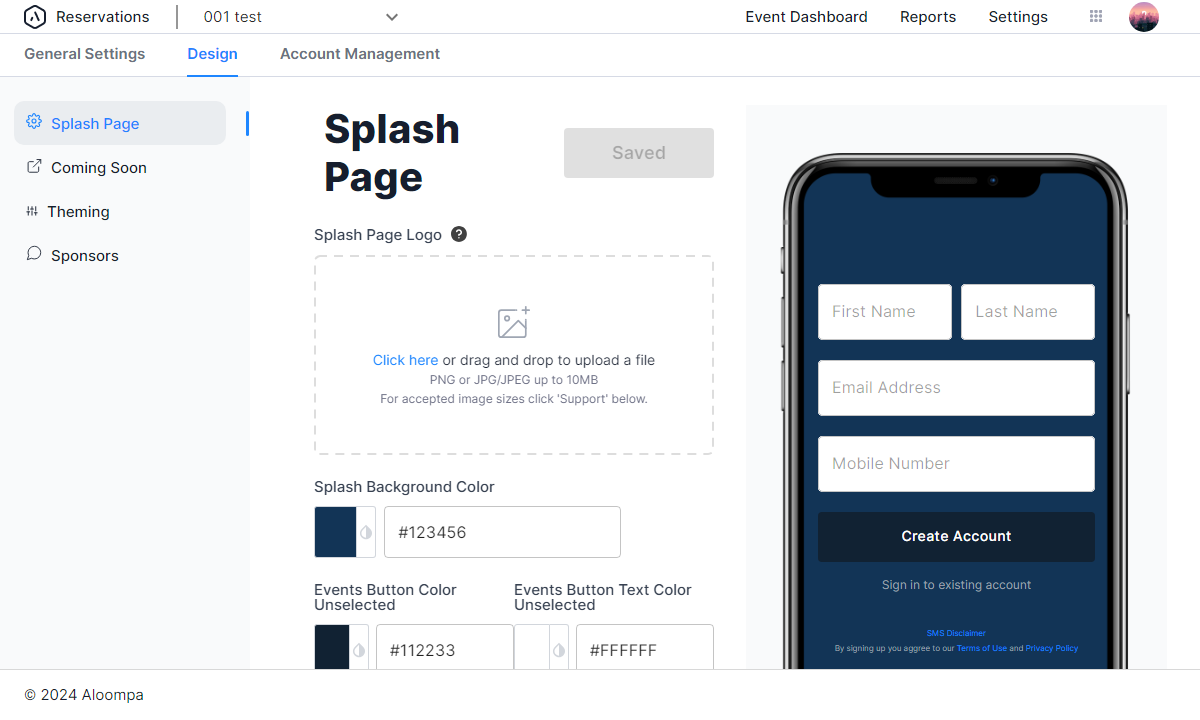 Reservations
001 test
Event Dashboard
Reports
Settings
General Settings
Design
Account Management
Splash Page
Coming Soon
Theming
Sponsors
Splash
Page
Saved
Splash Page Logo ?
Click here or drag and drop to upload a file
PNG or JPG/JPEG up to 10MB
For accepted image sizes click 'Support' below.
Splash Background Color
#123456
Events Button Color
Unselected
#112233
Events Button Text Color
Unselected
#FFFFFF
First Name
Last Name
Email Address
Mobile Number
Create Account
Sign in to existing account
SMS Disclaimer
By signing up you aggree to our Terms of Use and Privacy Policy
© 2024 Aloompa